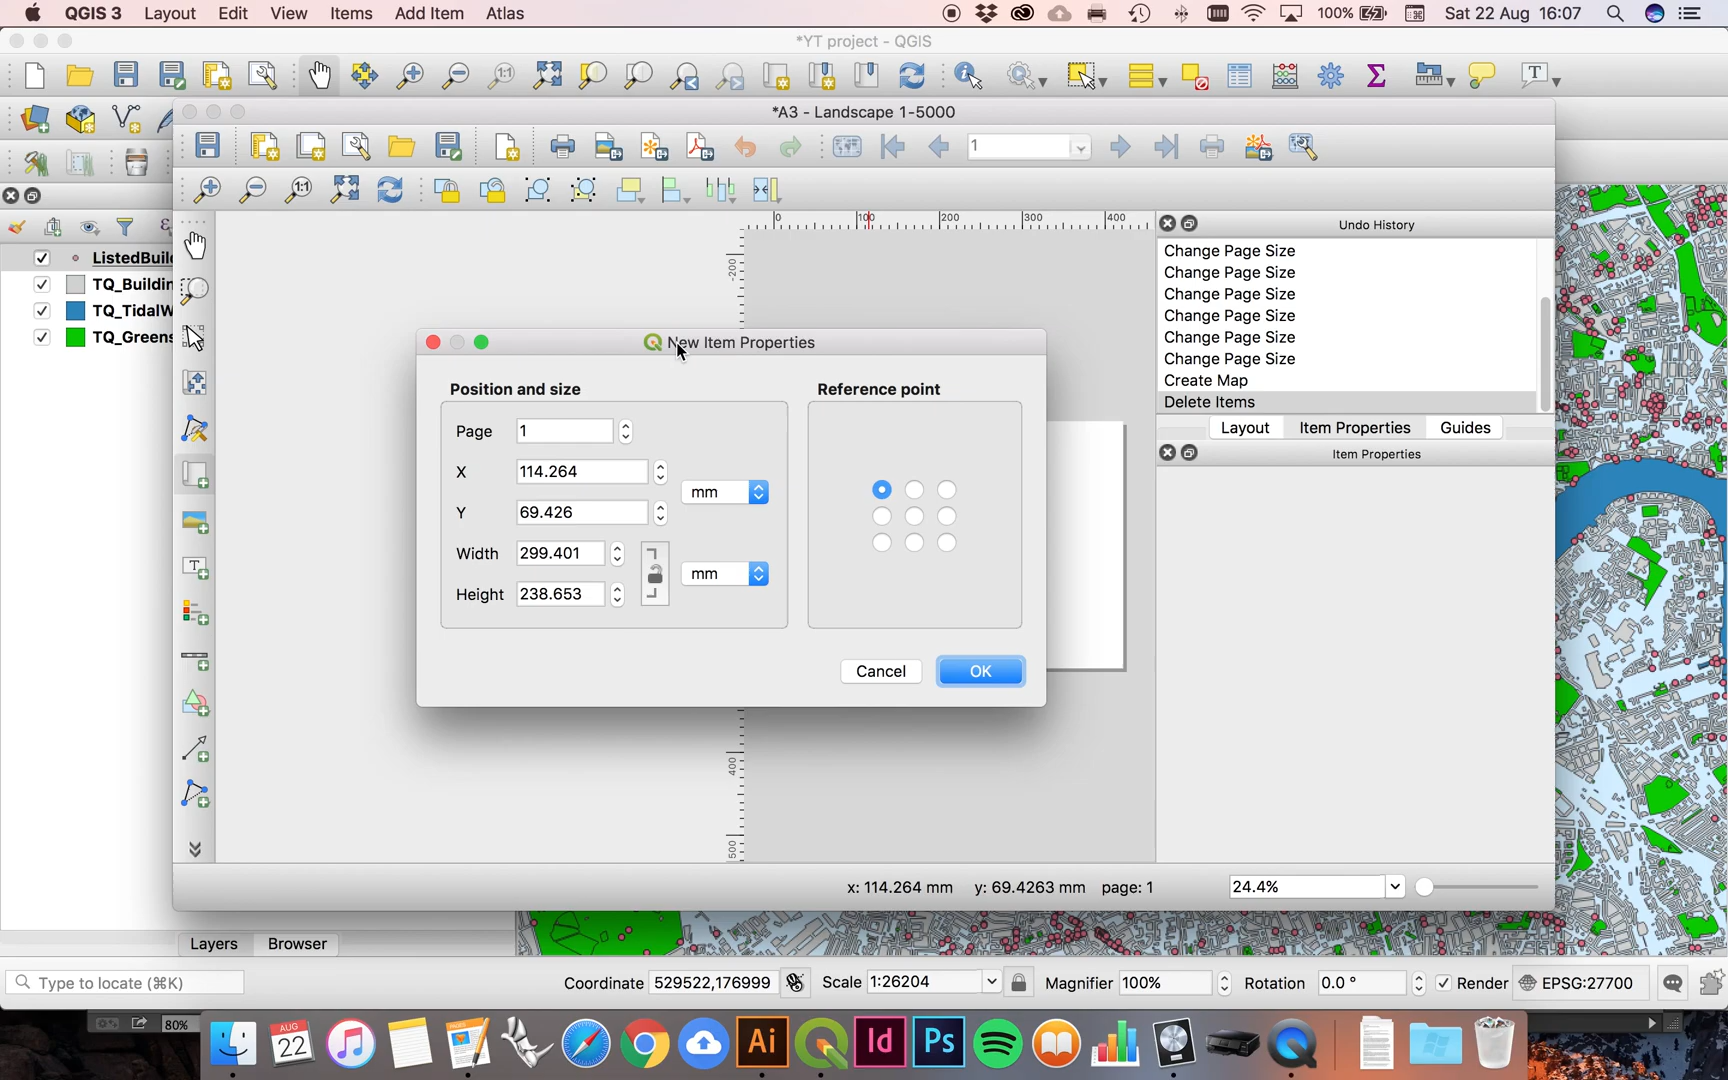 QGIS 3 Layout Edit View Items Add Item Atlas 100% Sat 22 Aug 16:07
*YT project - QGIS
*A3 - Landscape 1-5000
1
ListedBuil
TQ_Buildin
TQ_TidalW
TQ_Greens
0 100 200 300 400
-200
400
500
Undo History
Change Page Size
Change Page Size
Change Page Size
Change Page Size
Change Page Size
Change Page Size
Create Map
Delete Items
Layout Item Properties Guides
Item Properties
New Item Properties
Position and size
Reference point
Page 1
X 114.264
mm
Y 69.426
Width 299.401
mm
Height 238.653
Cancel OK
x: 114.264 mm y: 69.4263 mm page: 1 24.4%
Layers Browser
Type to locate (⌘K) Coordinate 529522,176999 Scale 1:26204 Magnifier 100% Rotation 0.0 ° Render EPSG:27700
80%
AUG
22
Ai
Id
Ps